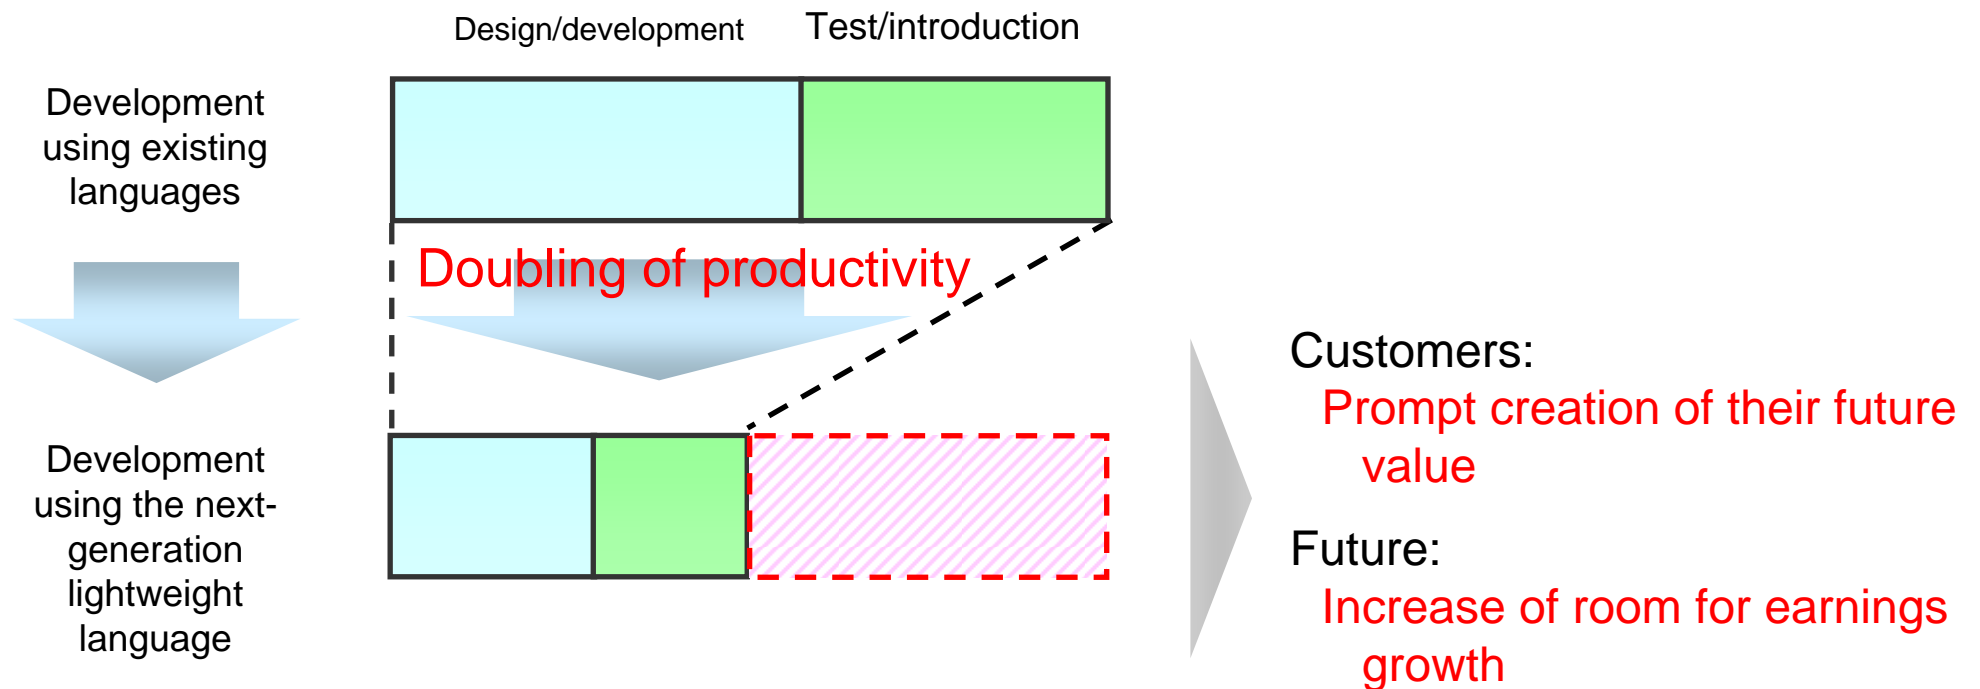 Design/development
Test/introduction
Development
using existing
languages
Doubling of productivity
Development
using the next-
generation
lightweight
language
Customers:
Prompt creation of their future
value
Future:
Increase of room for earnings
growth